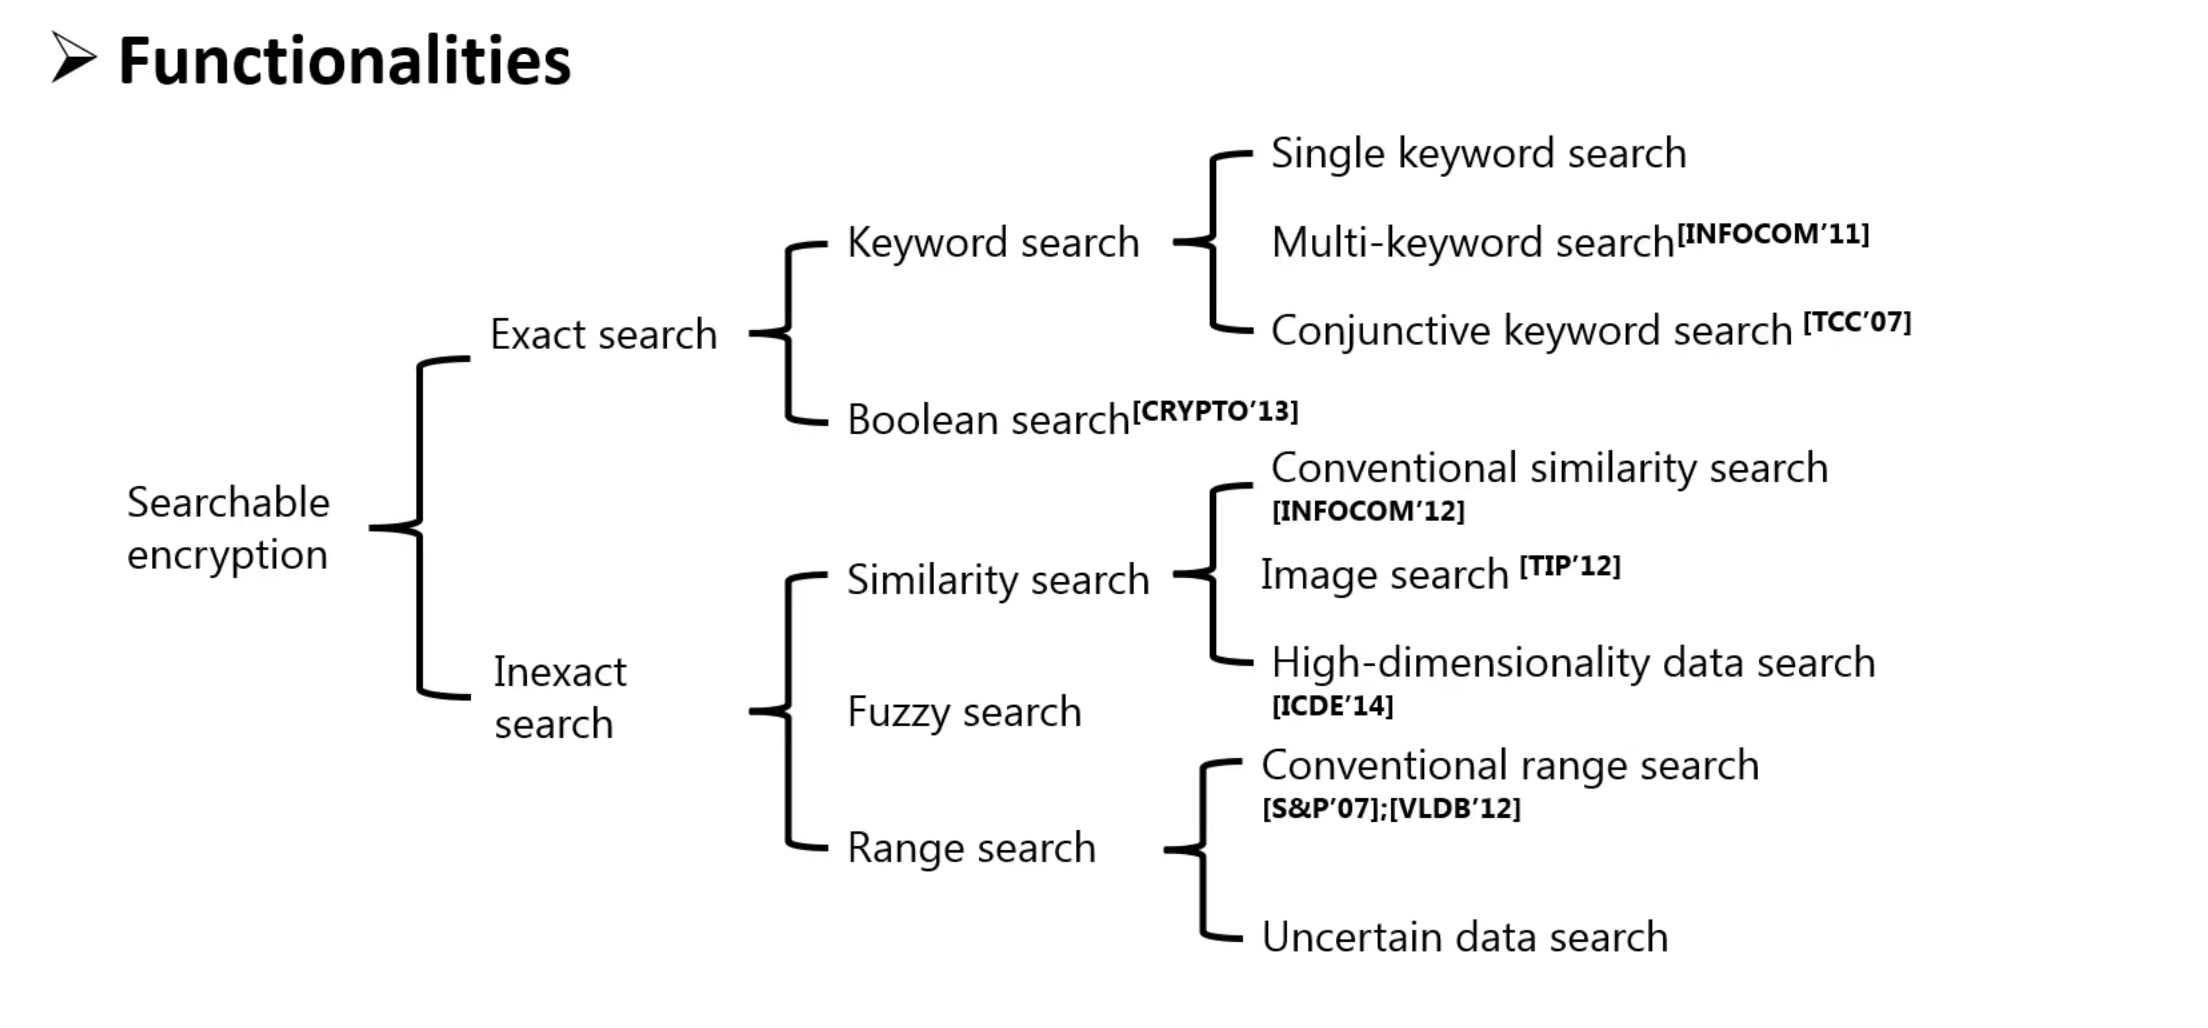 Functionalities
Single keyword search
Keyword search
Multi-keyword search[INFOCOM’11]
Exact search
Conjunctive keyword search [TCC’07]
Boolean search[CRYPTO’13]
Searchable
encryption
Conventional similarity search
[INFOCOM’12]
Similarity search
Image search [TIP’12]
Inexact
search
High-dimensionality data search
[ICDE’14]
Fuzzy search
Conventional range search
[S&P’07];[VLDB’12]
Range search
Uncertain data search